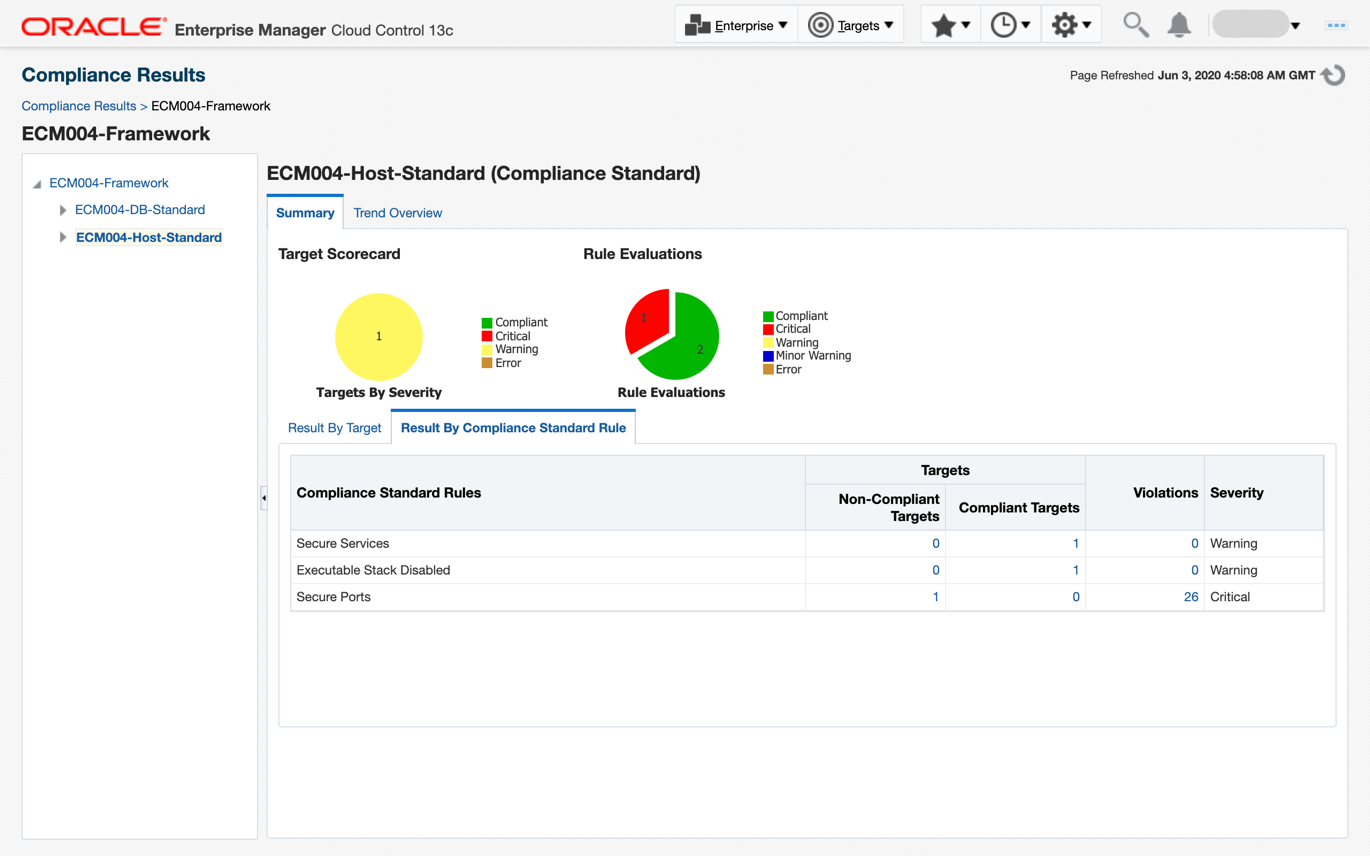 ORACLE Enterprise Manager Cloud Control 13c
Enterprise Targets
Compliance Results
Page Refreshed Jun 3, 2020 4:58:08 AM GMT
Compliance Results > ECM004-Framework
ECM004-Framework
ECM004-Framework
ECM004-DB-Standard
ECM004-Host-Standard
ECM004-Host-Standard (Compliance Standard)
Summary Trend Overview
Target Scorecard
1
Compliant
Critical
Warning
Error
Targets By Severity
Rule Evaluations
1
2
Compliant
Critical
Warning
Minor Warning
Error
Rule Evaluations
Result By Target Result By Compliance Standard Rule
Compliance Standard Rules
Targets
Non-Compliant
Targets
Compliant Targets
Violations
Severity
Secure Services 0 1 0 Warning
Executable Stack Disabled 0 1 0 Warning
Secure Ports 1 0 26 Critical